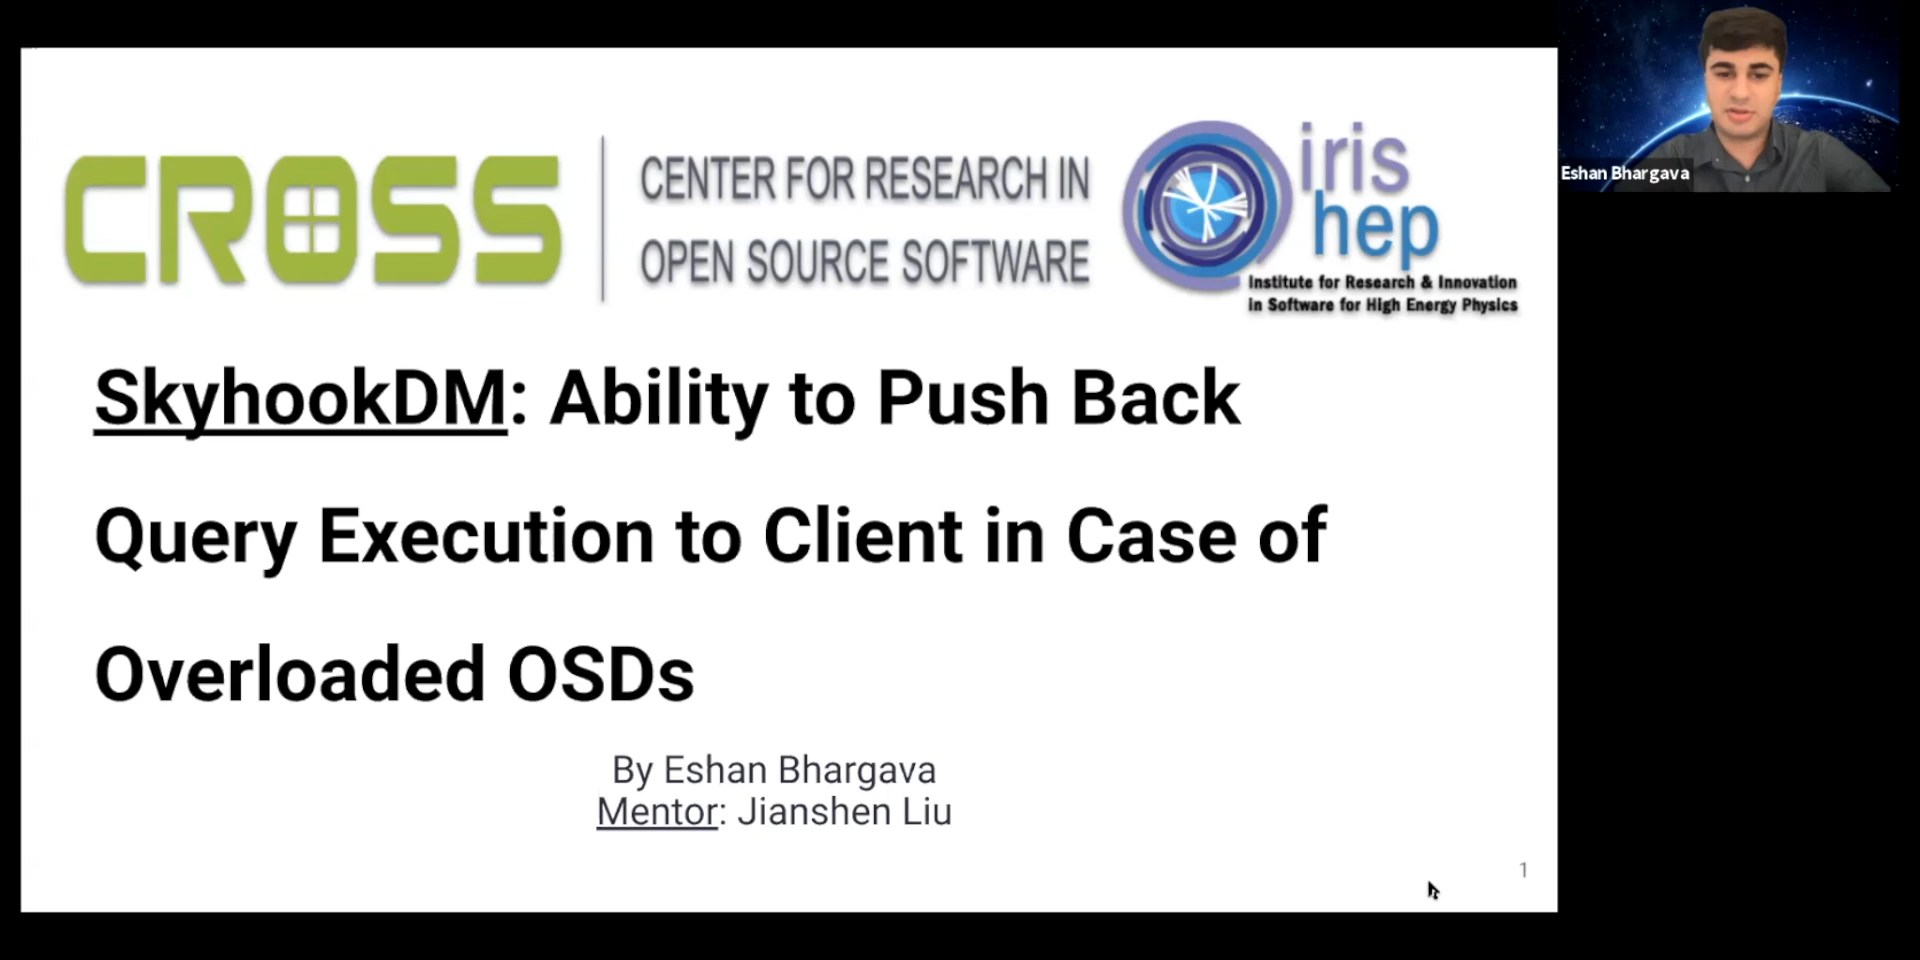 CROSS
CENTER FOR RESEARCH IN
OPEN SOURCE SOFTWARE
iris
hep
Institute for Research & Innovation
in Software for High Energy Physics
Eshan Bhargava
SkyhookDM: Ability to Push Back
Query Execution to Client in Case of
Overloaded OSDs
By Eshan Bhargava
Mentor: Jianshen Liu
1